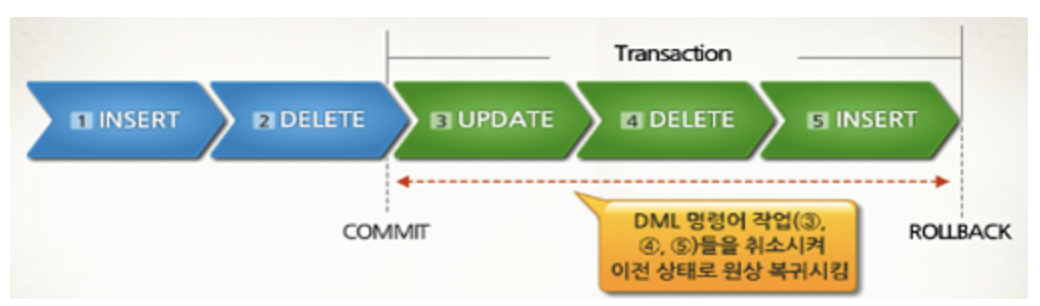 Transaction
1 INSERT
2 DELETE
3 UPDATE
4 DELETE
5 INSERT
COMMIT
ROLLBACK
DML 명령어 작업(③,
④, ⑤)들을 취소시켜
이전 상태로 원상 복귀시킴